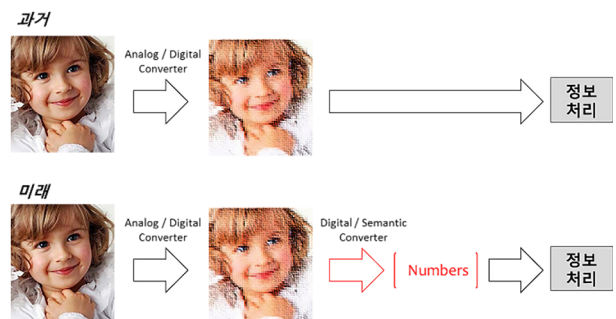 과거
Analog / Digital
Converter
정보
처리
미래
Analog / Digital
Converter
Digital / Semantic
Converter
[ Numbers ]
정보
처리